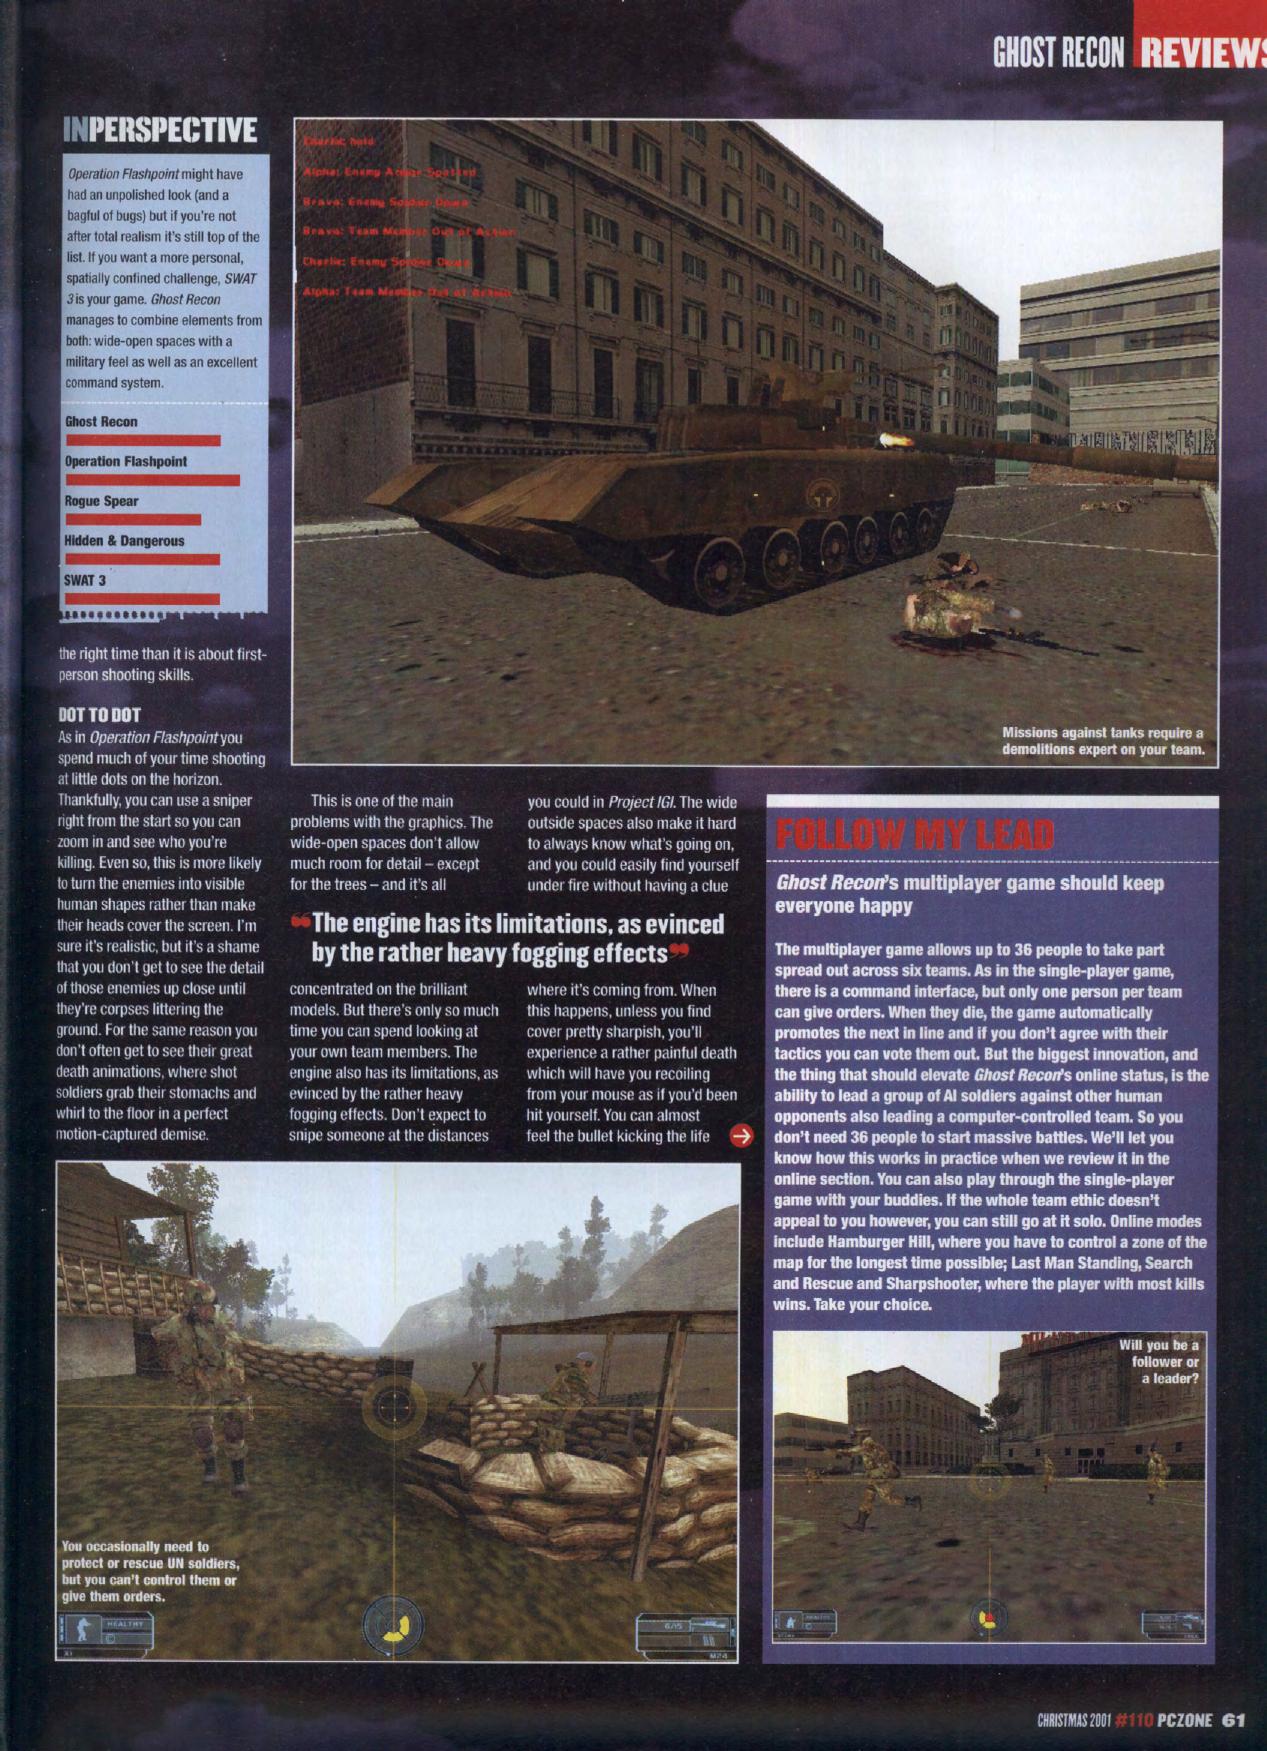 GHOST RECON REVIEWS
INPERSPECTIVE
Operation Flashpoint might have
had an unpolished look (and a
bagful of bugs) but if you're not
after total realism it's still top of the
list. If you want a more personal,
spatially confined challenge, SWAT
3 is your game. Ghost Recon
manages to combine elements from
both: wide-open spaces with a
military feel as well as an excellent
command system.
Ghost Recon
Operation Flashpoint
Rogue Spear
Hidden & Dangerous
SWAT 3
Charlie: hold
Alpha: Enemy Armor Spotted
Bravo: Enemy Soldier Down
Bravo: Team Member Out of Action
Charlie: Enemy Soldier Down
Alpha: Team Member Out of Action
Missions against tanks require a
demolitions expert on your team.
the right time than it is about first-
person shooting skills.
DOT TO DOT
As in Operation Flashpoint you
spend much of your time shooting
at little dots on the horizon.
Thankfully, you can use a sniper
right from the start so you can
zoom in and see who you're
killing. Even so, this is more likely
to turn the enemies into visible
human shapes rather than make
their heads cover the screen. I'm
sure it's realistic, but it's a shame
that you don't get to see the detail
of those enemies up close until
they're corpses littering the
ground. For the same reason you
don't often get to see their great
death animations, where shot
soldiers grab their stomachs and
whirl to the floor in a perfect
motion-captured demise.
This is one of the main
problems with the graphics. The
wide-open spaces don't allow
much room for detail – except
for the trees – and it's all
"The engine has its limitations, as evinced
by the rather heavy fogging effects"
concentrated on the brilliant
models. But there's only so much
time you can spend looking at
your own team members. The
engine also has its limitations, as
evinced by the rather heavy
fogging effects. Don't expect to
snipe someone at the distances
you could in Project IGI. The wide
outside spaces also make it hard
to always know what's going on,
and you could easily find yourself
under fire without having a clue
where it's coming from. When
this happens, unless you find
cover pretty sharpish, you'll
experience a rather painful death
which will have you recoiling
from your mouse as if you'd been
hit yourself. You can almost
feel the bullet kicking the life
FOLLOW MY LEAD
Ghost Recon's multiplayer game should keep
everyone happy
The multiplayer game allows up to 36 people to take part
spread out across six teams. As in the single-player game,
there is a command interface, but only one person per team
can give orders. When they die, the game automatically
promotes the next in line and if you don't agree with their
tactics you can vote them out. But the biggest innovation, and
the thing that should elevate Ghost Recon's online status, is the
ability to lead a group of AI soldiers against other human
opponents also leading a computer-controlled team. So you
don't need 36 people to start massive battles. We'll let you
know how this works in practice when we review it in the
online section. You can also play through the single-player
game with your buddies. If the whole team ethic doesn't
appeal to you however, you can still go at it solo. Online modes
include Hamburger Hill, where you have to control a zone of the
map for the longest time possible; Last Man Standing, Search
and Rescue and Sharpshooter, where the player with most kills
wins. Take your choice.
Will you be a
follower or
a leader?
You occasionally need to
protect or rescue UN soldiers,
but you can't control them or
give them orders.
HEALTHY
X1
6/15
M24
CHRISTMAS 2001 #110 PCZONE 61